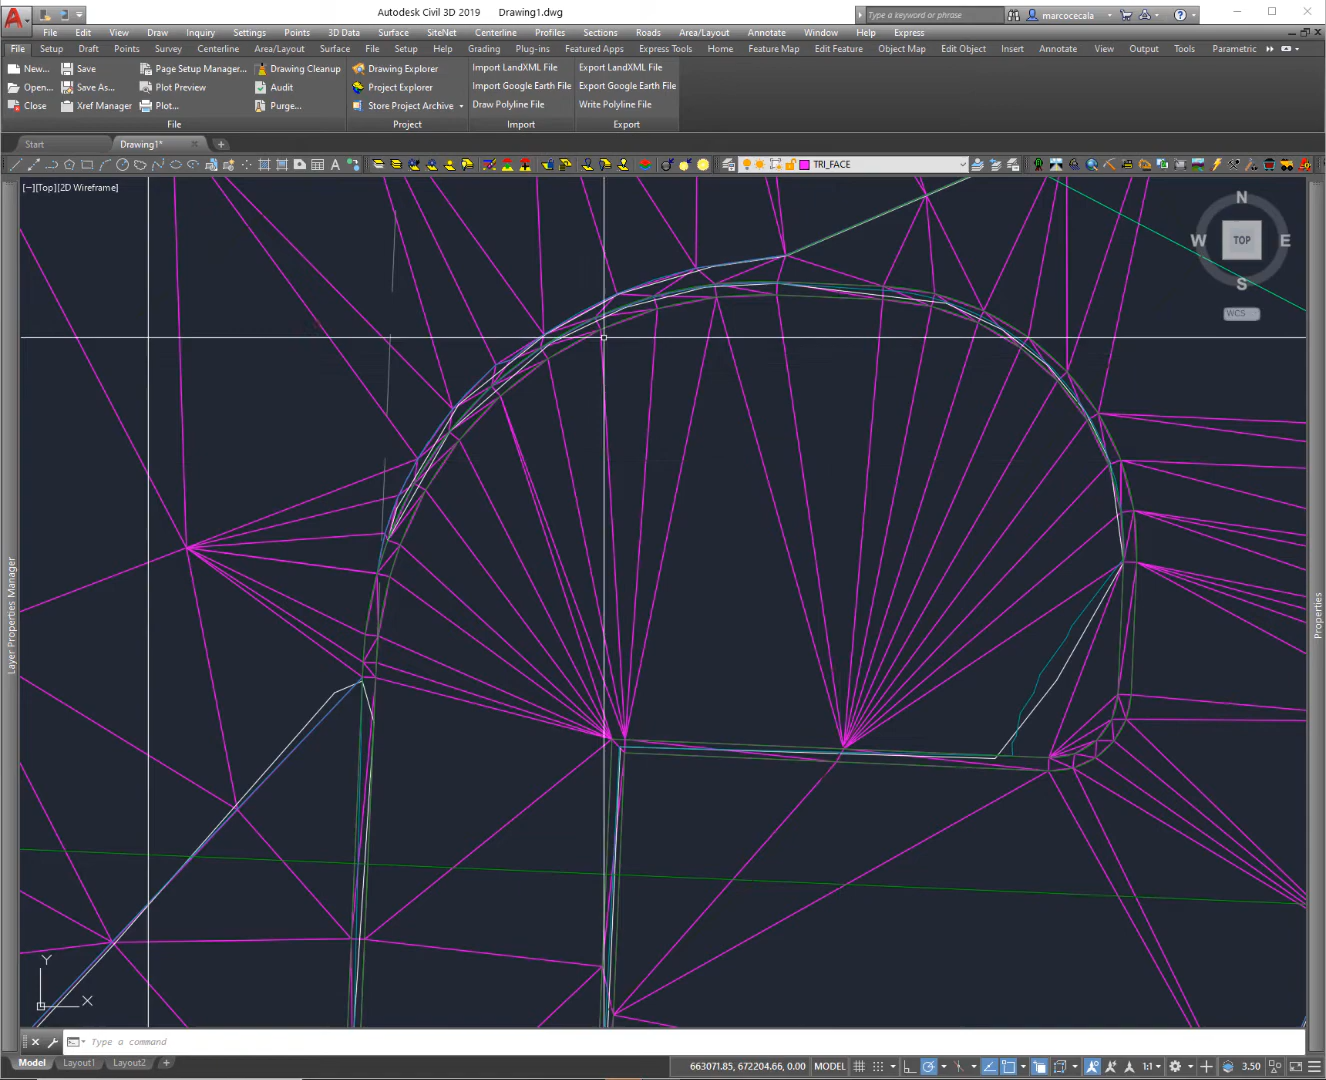 Autodesk Civil 3D 2019 Drawing1.dwg
Type a keyword or phrase
marcocecala
File Edit View Draw Inquiry Settings Points 3D Data Surface SiteNet Centerline Profiles Sections Roads Area/Layout Annotate Window Help Express
File Setup Draft Points Survey Centerline Area/Layout Surface File Setup Help Grading Plug-ins Featured Apps Express Tools Home Feature Map Edit Feature Object Map Edit Object Insert Annotate View Output Tools Parametric
New... Save Page Setup Manager... Drawing Cleanup Drawing Explorer Import LandXML File Export LandXML File
Open... Save As... Plot Preview Audit Project Explorer Import Google Earth File Export Google Earth File
Close Xref Manager Plot... Purge... Store Project Archive Draw Polyline File Write Polyline File
File Project Import Export
Start Drawing1*
A TRI_FACE
[−][Top][2D Wireframe]
N
W TOP E
S
WCS
Layer Properties Manager
Properties
Y
X
Type a command
Model Layout1 Layout2 +
663071.85, 672204.66, 0.00 MODEL 1:1 3.50